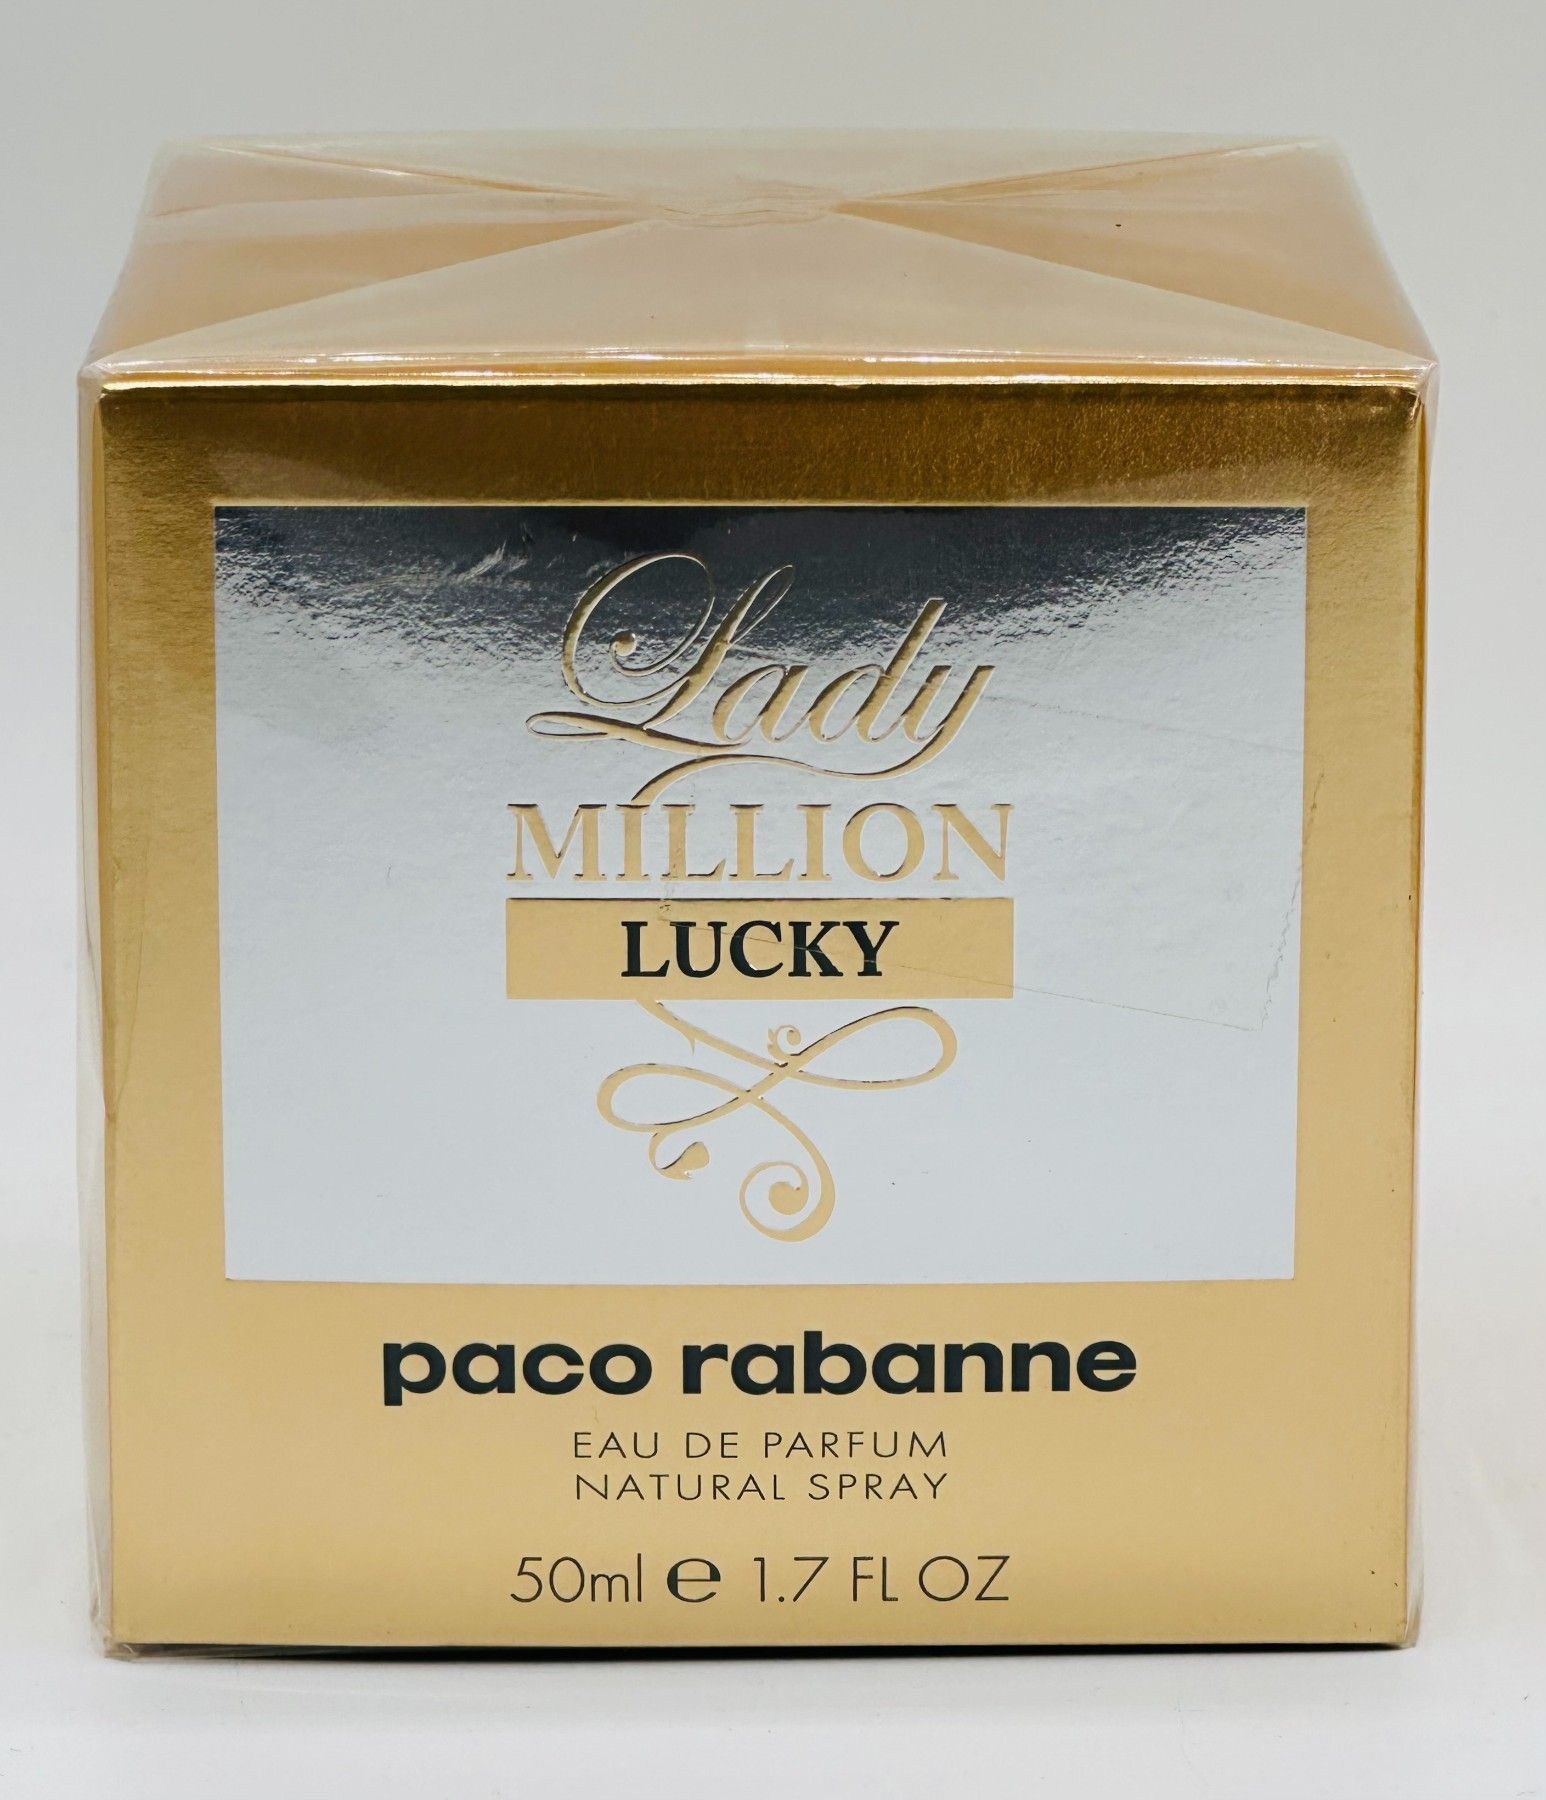 Lady
MILLION
LUCKY
paco rabanne
EAU DE PARFUM
NATURAL SPRAY
50ml ℮ 1.7 FL OZ